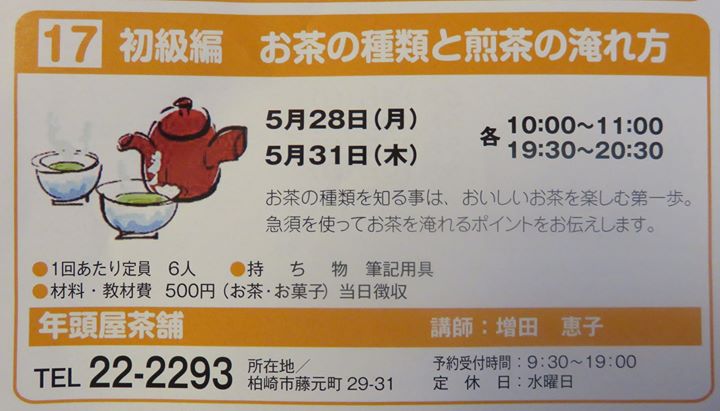 17 初級編 お茶の種類と煎茶の淹れ方
5月28日(月)
5月31日(木)
各 10:00〜11:00
19:30〜20:30
お茶の種類を知る事は、おいしいお茶を楽しむ第一歩。
急須を使ってお茶を淹れるポイントをお伝えします。
●1回あたり定員 6人 ●持ち物 筆記用具
●材料・教材費 500円(お茶・お菓子)当日徴収
年頭屋茶舗 講師:増田 恵子
TEL 22-2293
所在地/
柏崎市藤元町29-31
予約受付時間:9:30〜19:00
定休日:水曜日